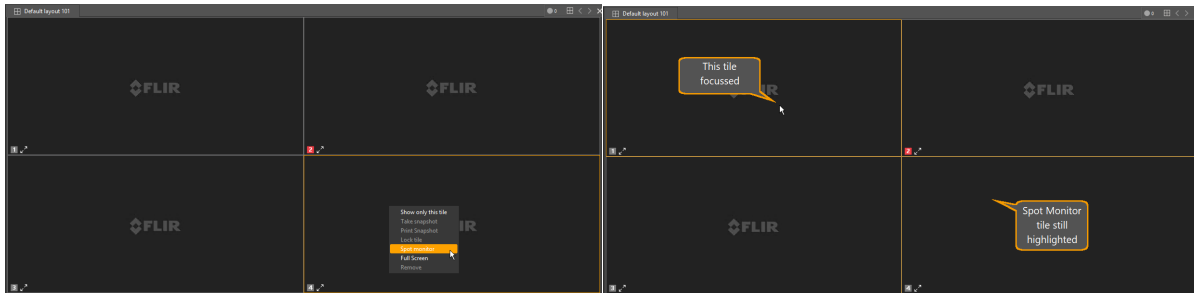 Default layout 101
FLIR
FLIR
1
2
FLIR
Show only this tile
Take snapshot
Print Snapshot
Lock tile
Spot monitor
Full Screen
Remove
IR
3
4
Default layout 101
This tile
focussed
R
FLIR
1
2
FLIR
Spot Monitor
tile still
highlighted
3
4